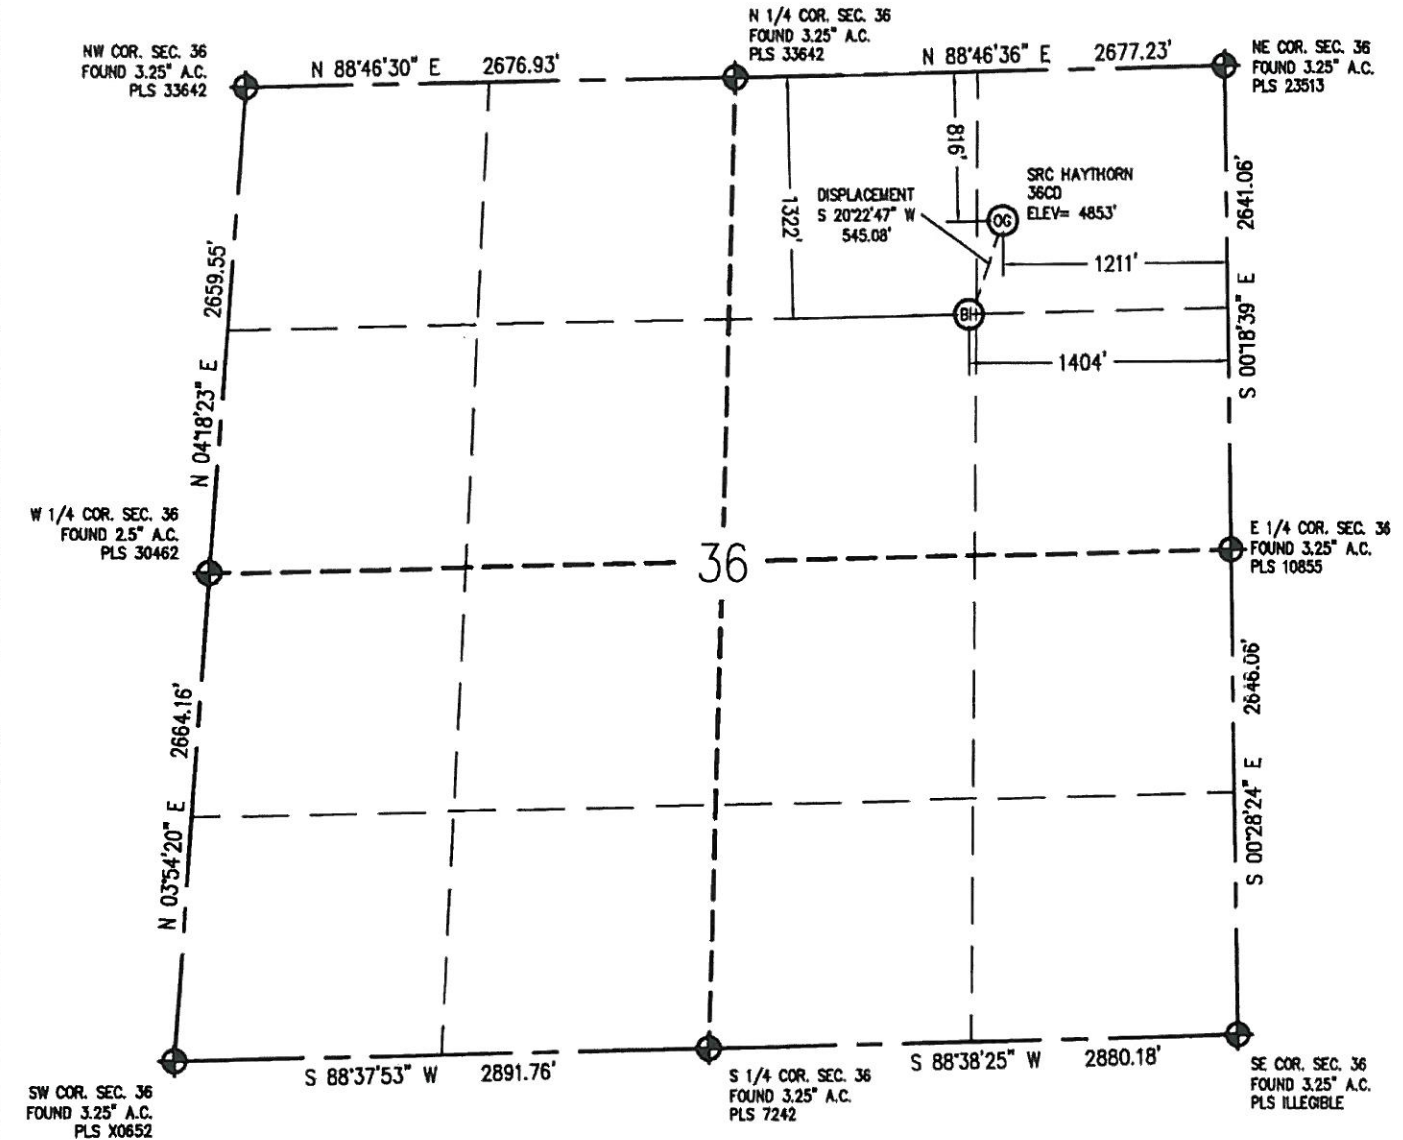 N 1/4 COR. SEC. 36
FOUND 3.25" A.C.
PLS 33642
NW COR. SEC. 36
FOUND 3.25" A.C.
PLS 33642
N 88°46'30" E 2676.93'
N 88°46'36" E 2677.23'
NE COR. SEC. 36
FOUND 3.25" A.C.
PLS 23513
816'
1322'
DISPLACEMENT
S 20°22'47" W
545.08'
SRC HAYTHORN
36CD
ELEV= 4853'
OG
1211'
BH
1404'
2641.06'
S 00°18'39" E
2659.55'
N 04°18'23" E
W 1/4 COR. SEC. 36
FOUND 2.5" A.C.
PLS 30462
36
E 1/4 COR. SEC. 36
FOUND 3.25" A.C.
PLS 10855
2664.16'
N 03°54'20" E
2646.06'
S 00°28'24" E
S 88°37'53" W 2891.76'
S 88°38'25" W 2880.18'
SW COR. SEC. 36
FOUND 3.25" A.C.
PLS X0652
S 1/4 COR. SEC. 36
FOUND 3.25" A.C.
PLS 7242
SE COR. SEC. 36
FOUND 3.25" A.C.
PLS ILLEGIBLE